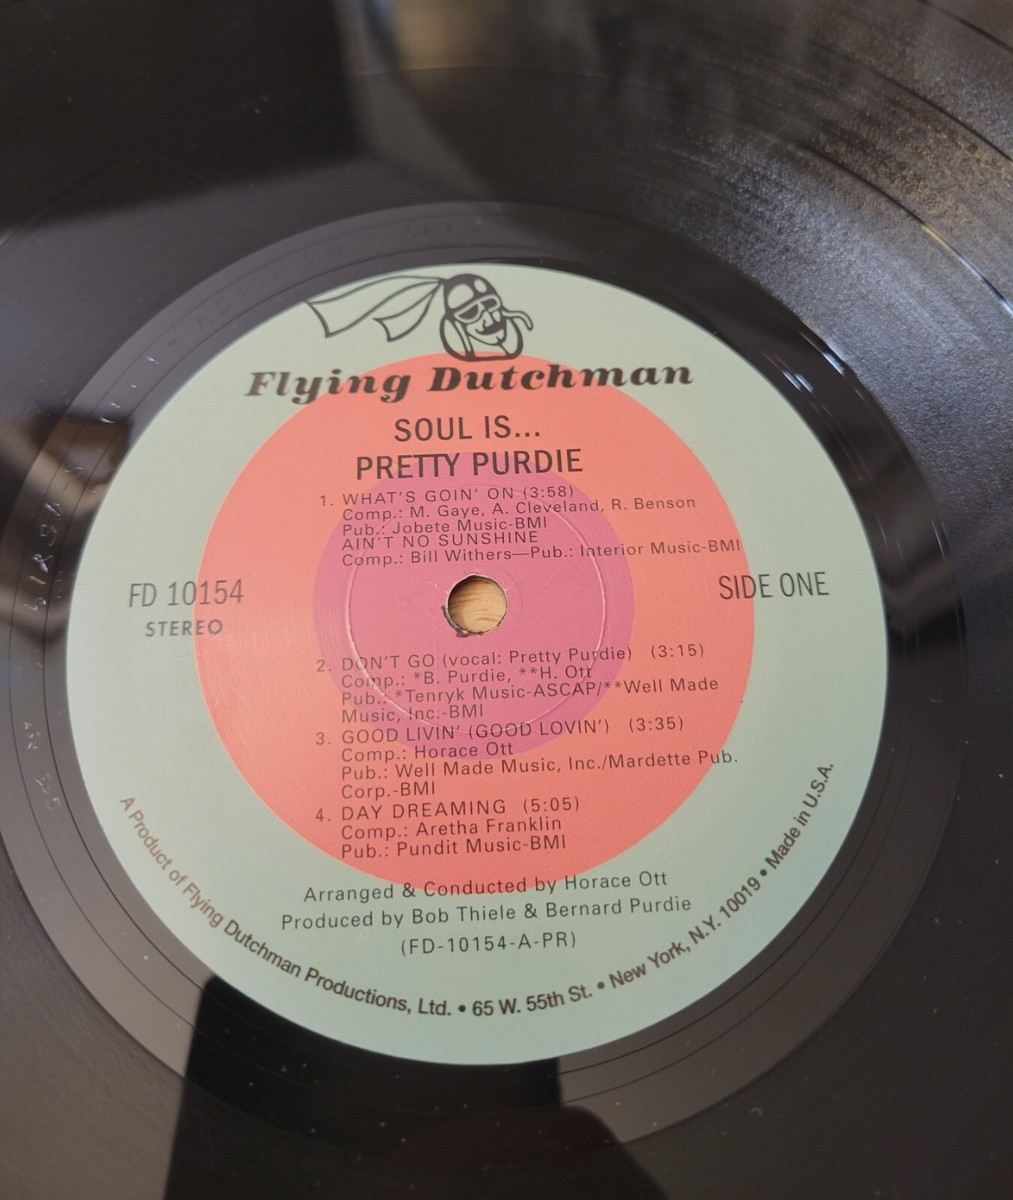 Flying Dutchman
SOUL IS...
PRETTY PURDIE
1. WHAT'S GOIN' ON (3:58)
Comp.: M. Gaye, A. Cleveland, R. Benson
Pub.: Jobete Music-BMI
AIN'T NO SUNSHINE
Comp.: Bill Withers—Pub.: Interior Music-BMI
FD 10154
STEREO
SIDE ONE
2. DON'T GO (vocal: Pretty Purdie) (3:15)
Comp.: *B. Purdie, **H. Ott
Pub.: *Tenryk Music-ASCAP/**Well Made
Music, Inc.-BMI
3. GOOD LIVIN' (GOOD LOVIN') (3:35)
Comp.: Horace Ott
Pub.: Well Made Music, Inc./Mardette Pub.
Corp.-BMI
4. DAY DREAMING (5:05)
Comp.: Aretha Franklin
Pub.: Pundit Music-BMI
Arranged & Conducted by Horace Ott
Produced by Bob Thiele & Bernard Purdie
(FD-10154-A-PR)
A Product of Flying Dutchman Productions, Ltd. • 65 W. 55th St. • New York, N.Y. 10019 • Made in U.S.A.